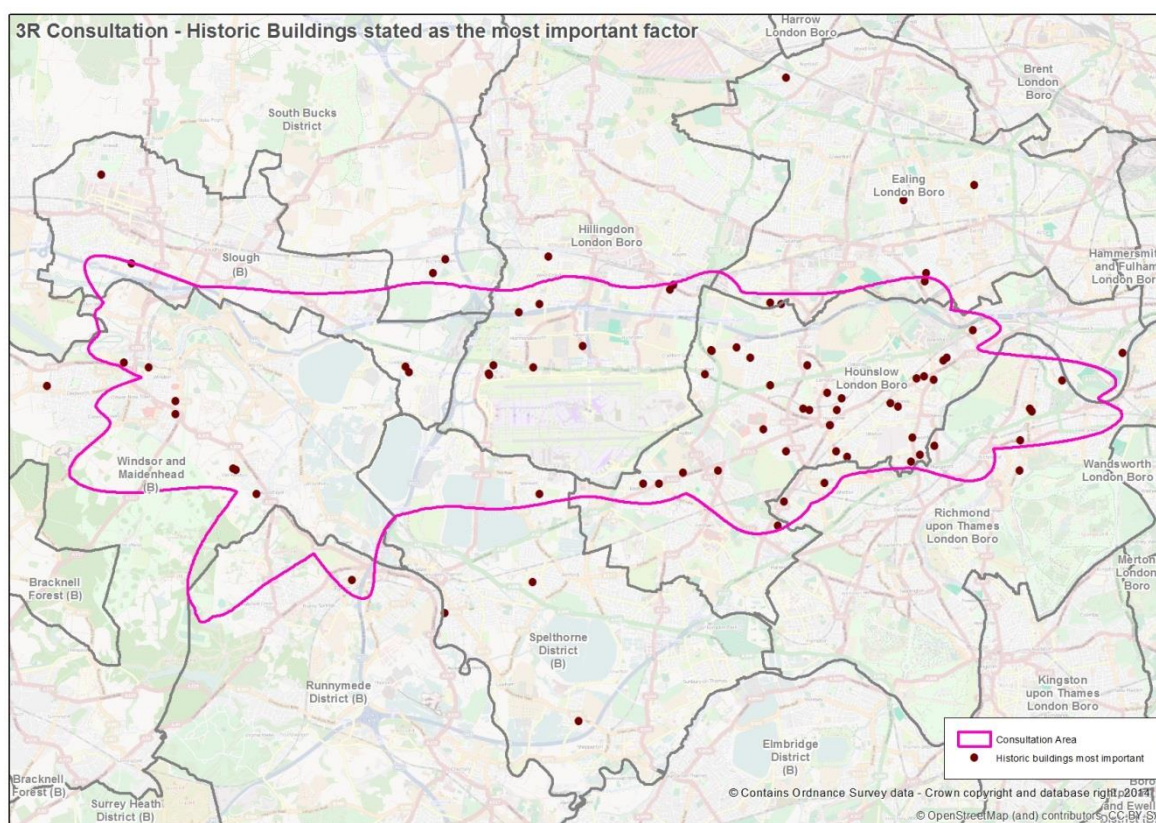 3R Consultation - Historic Buildings stated as the most important factor
Harrow
London Boro
Brent
London
Boro
South Bucks
District
Ealing
London Boro
Hillingdon
London Boro
Slough
(B)
Hammersmith
and Fulham
London Boro
Hounslow
London Boro
Windsor and
Maidenhead
(B)
Wandsworth
London Boro
Richmond
upon Thames
London Boro
Merton
London
Boro
Bracknell
Forest (B)
Spelthorne
District
(B)
Runnymede
District (B)
Kingston
upon Thames
London Boro
Elmbridge
District
(B)
Consultation Area
Historic buildings most important
Bracknell
Forest (B)
Surrey Heath
District (B)
© Contains Ordnance Survey data - Crown copyright and database right 2014
© OpenStreetMap (and) contributors, CC-BY-S